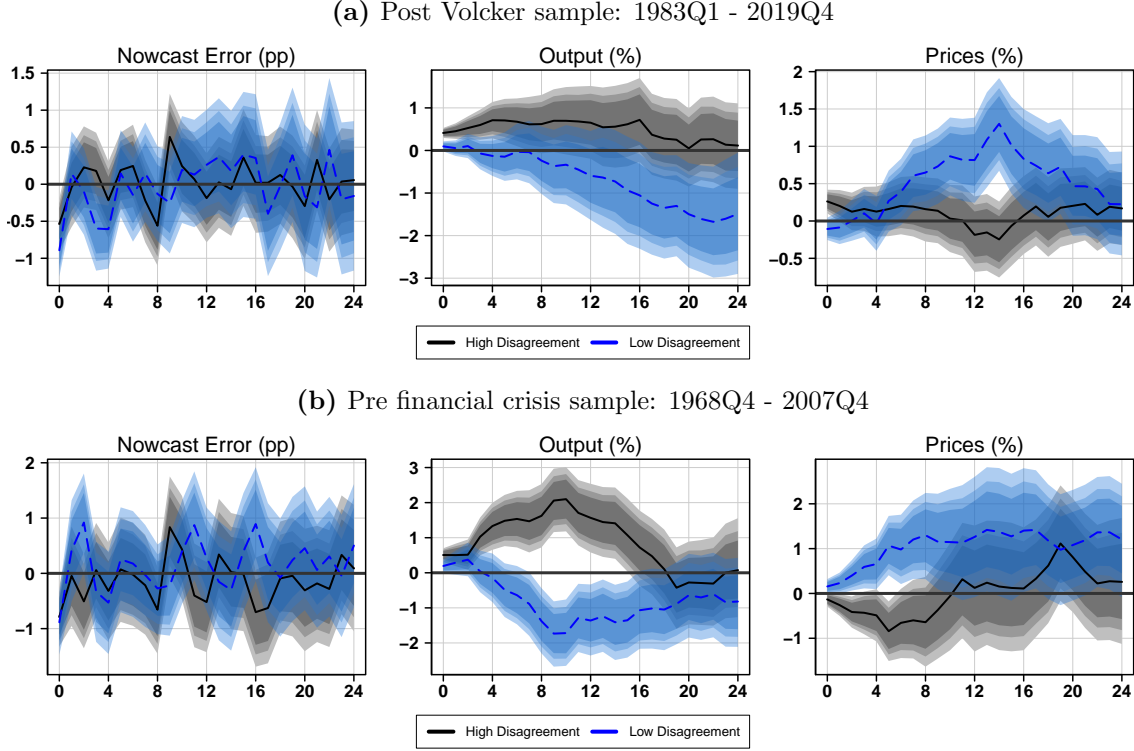 (a) Post Volcker sample: 1983Q1 - 2019Q4
Nowcast Error (pp) Output (%) Prices (%)
1.5
1
0.5
0
-0.5
-1
0 4 8 12 16 20 24
1
0
-1
-2
-3
0 4 8 12 16 20 24
2
1.5
1
0.5
0
-0.5
0 4 8 12 16 20 24
High Disagreement Low Disagreement
(b) Pre financial crisis sample: 1968Q4 - 2007Q4
Nowcast Error (pp) Output (%) Prices (%)
2
1
0
-1
0 4 8 12 16 20 24
3
2
1
0
-1
-2
0 4 8 12 16 20 24
2
1
0
-1
0 4 8 12 16 20 24
High Disagreement Low Disagreement